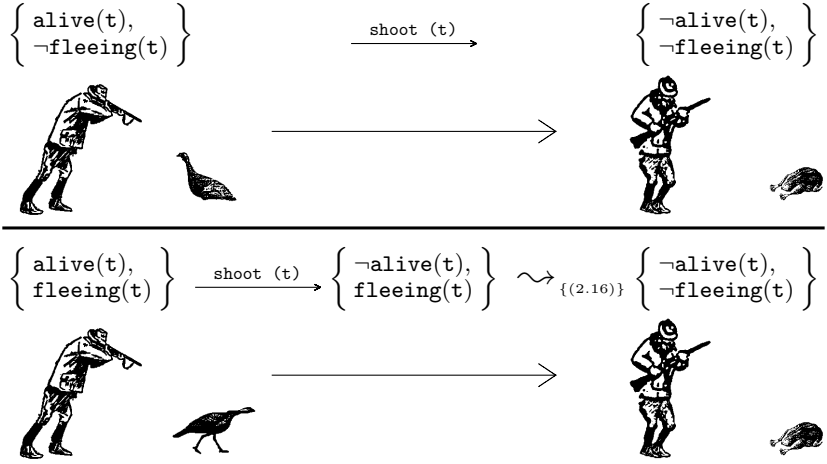 { alive(t), ¬fleeing(t) } shoot (t) { ¬alive(t), ¬fleeing(t) }
{ alive(t), fleeing(t) } shoot (t) { ¬alive(t), fleeing(t) } ⇝ {(2.16)} { ¬alive(t), ¬fleeing(t) }